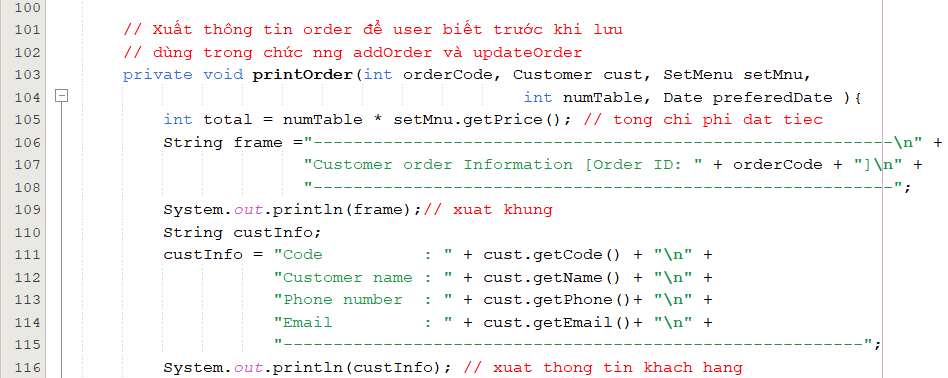 100
101 // Xuất thông tin order để user biết trước khi lưu
102 // dùng trong chức nng addOrder và updateOrder
103 private void printOrder(int orderCode, Customer cust, SetMenu setMnu,
104 int numTable, Date preferedDate ){
105 int total = numTable * setMnu.getPrice(); // tong chi phi dat tiec
106 String frame ="----------------------------------------------------------\n" +
107 "Customer order Information [Order ID: " + orderCode + "]\n" +
108 "----------------------------------------------------------";
109 System.out.println(frame);// xuat khung
110 String custInfo;
111 custInfo = "Code          : " + cust.getCode() + "\n" +
112 "Customer name : " + cust.getName() + "\n" +
113 "Phone number  : " + cust.getPhone()+ "\n" +
114 "Email         : " + cust.getEmail()+ "\n" +
115 "----------------------------------------------------------";
116 System.out.println(custInfo); // xuat thong tin khach hang